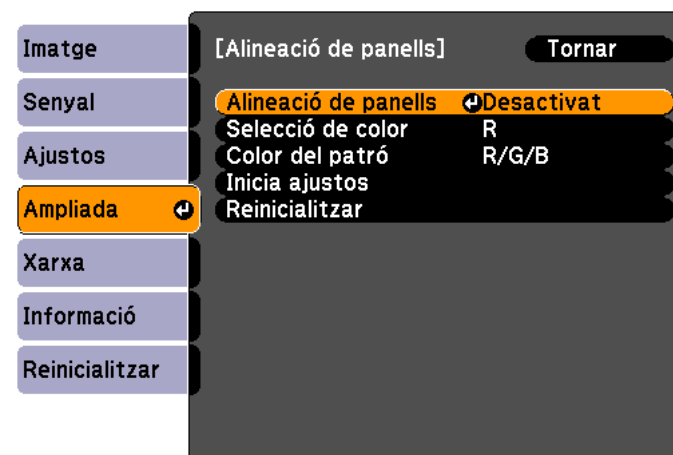 Imatge
Senyal
Ajustos
Ampliada
Xarxa
Informació
Reinicialitzar
[Alineació de panells] Tornar
Alineació de panells Desactivat
Selecció de color R
Color del patró R/G/B
Inicia ajustos
Reinicialitzar